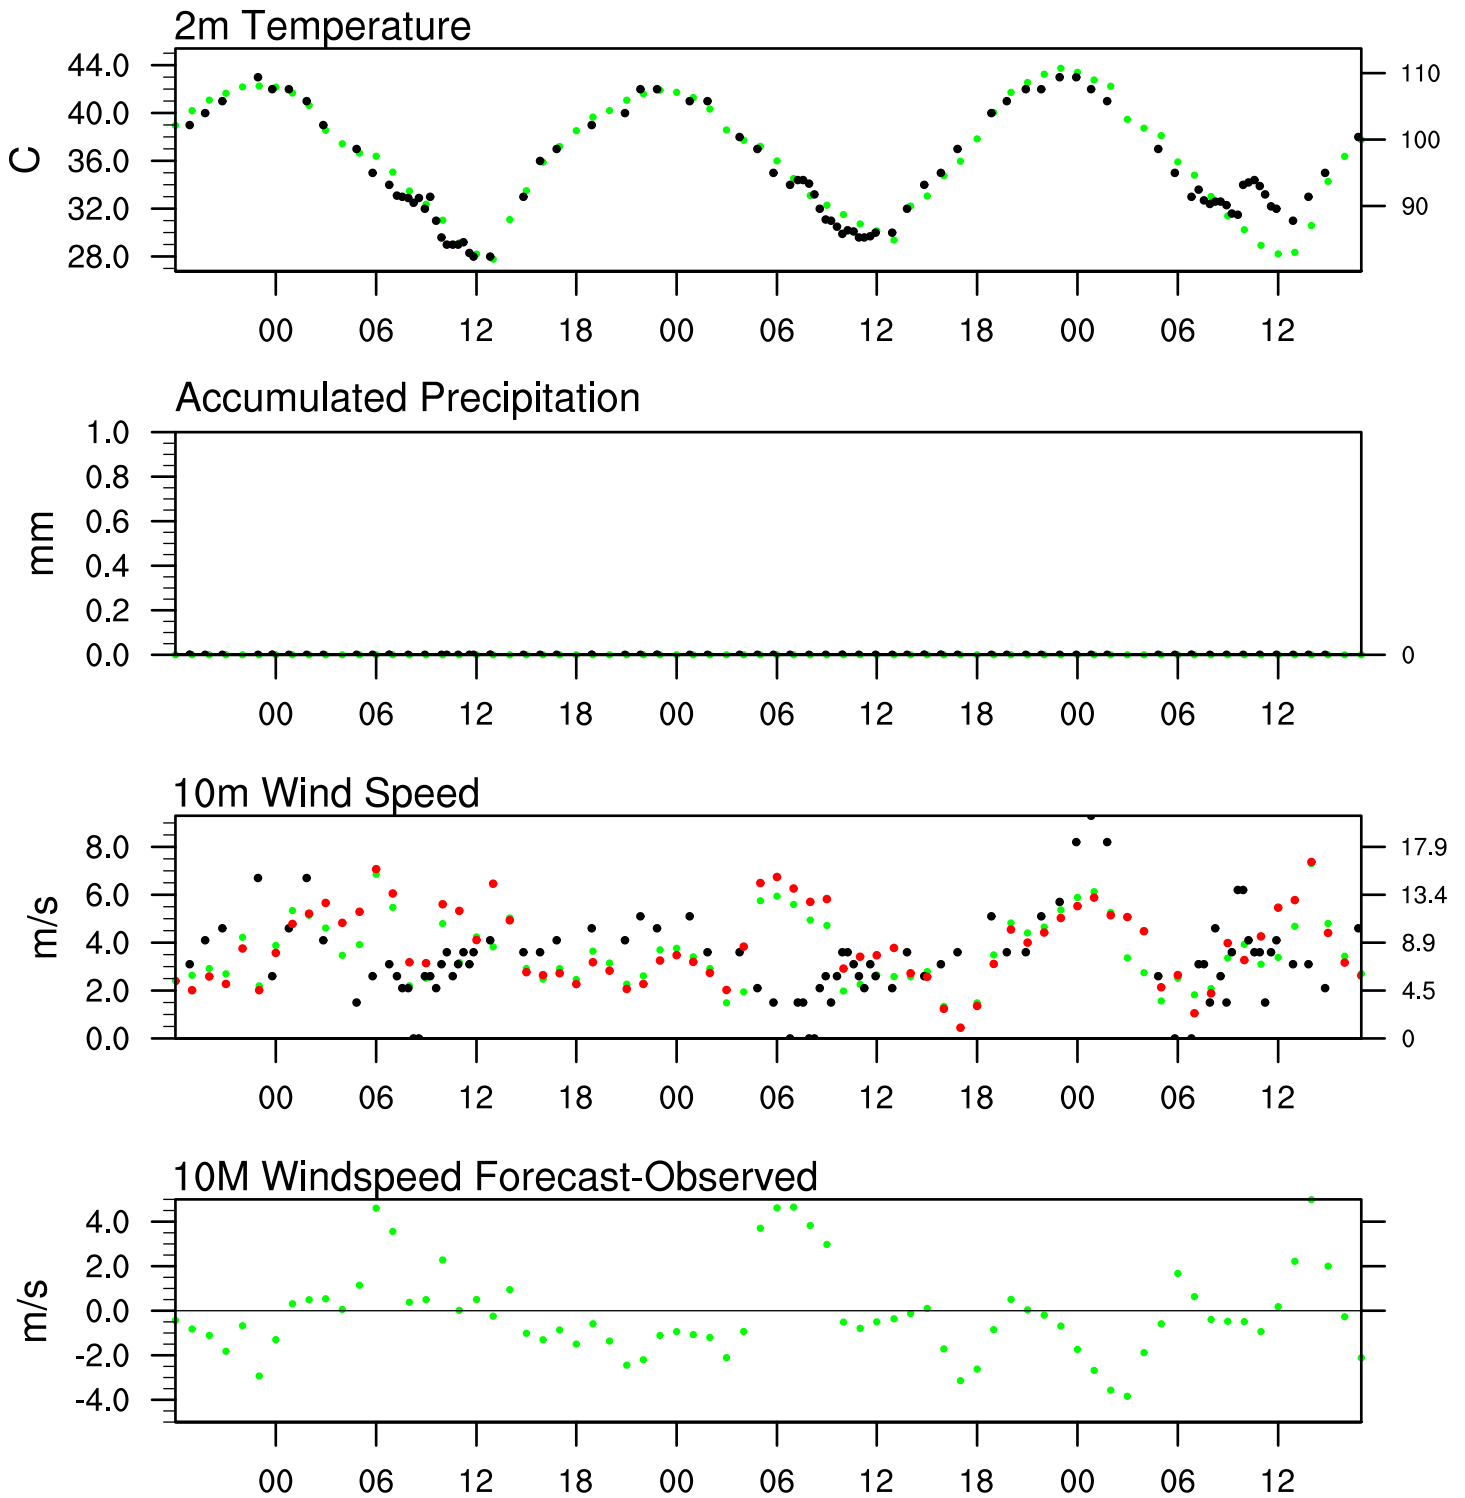 2m Temperature
44.0
40.0
36.0
32.0
28.0
C
110
100
90
00 06 12 18 00 06 12 18 00 06 12
Accumulated Precipitation
1.0
0.8
0.6
0.4
0.2
0.0
mm
0
00 06 12 18 00 06 12 18 00 06 12
10m Wind Speed
8.0
6.0
4.0
2.0
0.0
m/s
17.9
13.4
8.9
4.5
0
00 06 12 18 00 06 12 18 00 06 12
10M Windspeed Forecast-Observed
4.0
2.0
0.0
-2.0
-4.0
m/s
00 06 12 18 00 06 12 18 00 06 12